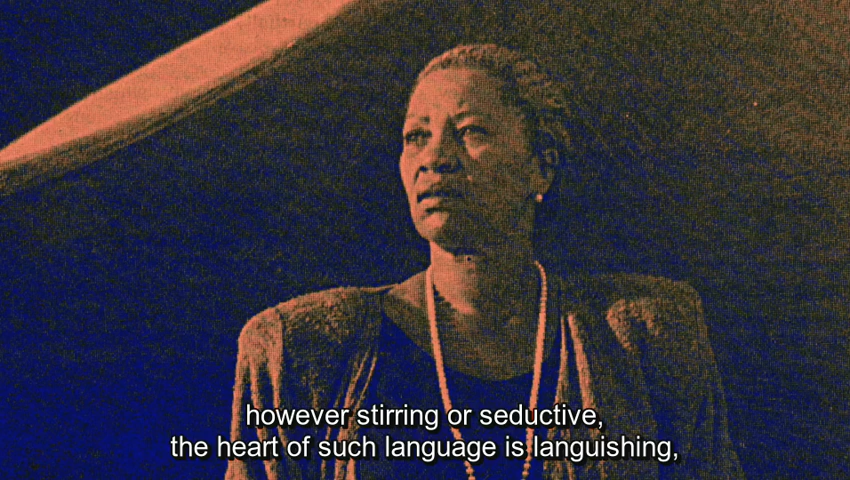 however stirring or seductive,
the heart of such language is languishing,